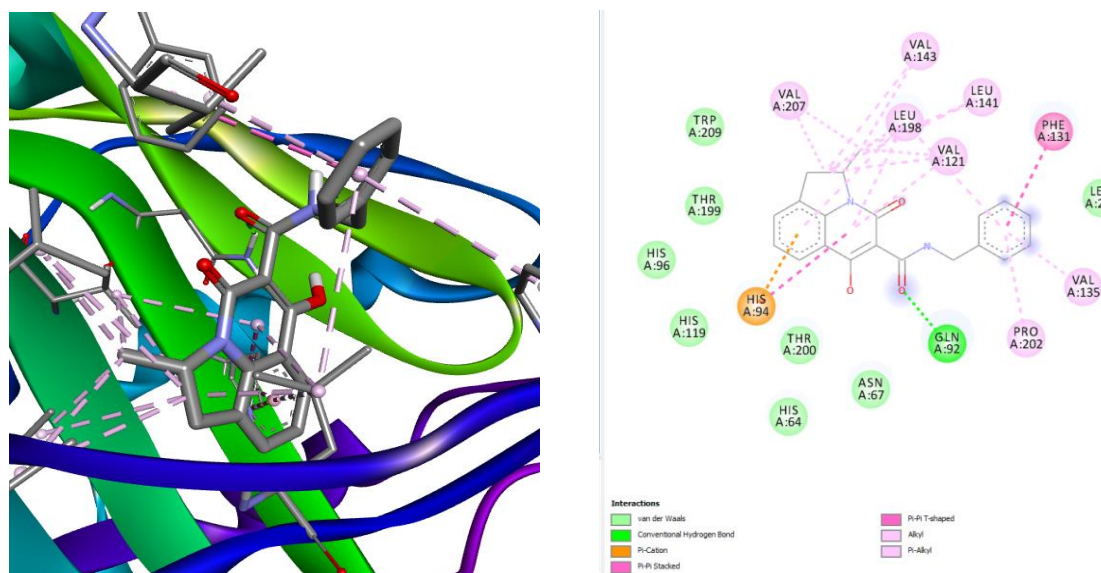 VAL
A:143
VAL
A:207
LEU
A:141
LEU
A:198
TRP
A:209
PHE
A:131
VAL
A:121
THR
A:199
N
O
HIS
A:96
NH
VAL
A:135
HIS
A:94
O
O
HIS
A:119
THR
A:200
GLN
A:92
PRO
A:202
ASN
A:67
HIS
A:64
Interactions
van der Waals
Conventional Hydrogen Bond
Pi-Cation
Pi-Pi Stacked
Pi-Pi T-shaped
Alkyl
Pi-Alkyl